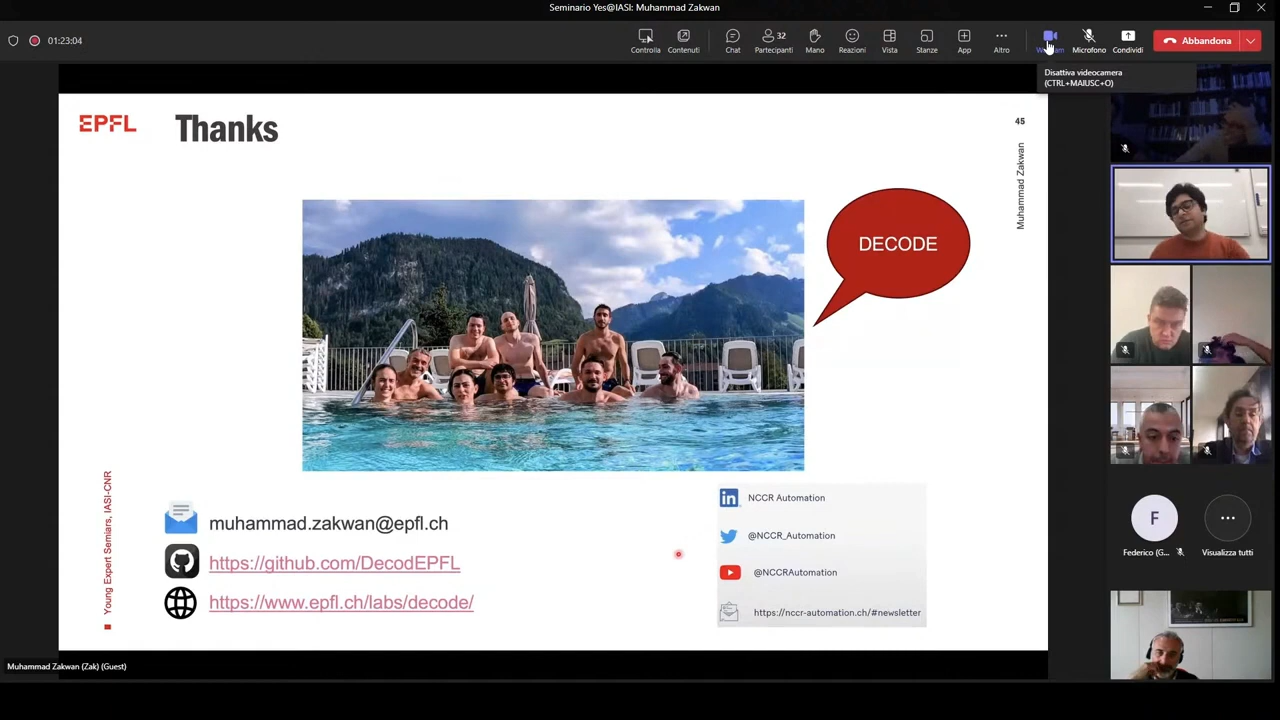 Seminario Yes@IASI: Muhammad Zakwan
01:23:04
Controlla
Contenuti
Chat
32
Partecipanti
Mano
Reazioni
Vista
Stanze
App
Altro
Microfono
Condividi
Abbandona
Disattiva videocamera
(CTRL+MAIUSC+O)
EPFL
Thanks
45
Muhammad Zakwan
DECODE
Young Expert Semiars, IASI-CNR
muhammad.zakwan@epfl.ch
https://github.com/DecodEPFL
https://www.epfl.ch/labs/decode/
in NCCR Automation
@NCCR_Automation
@NCCRAutomation
https://nccr-automation.ch/#newsletter
F
Federico (G...
Visualizza tutti
Muhammad Zakwan (Zak) (Guest)